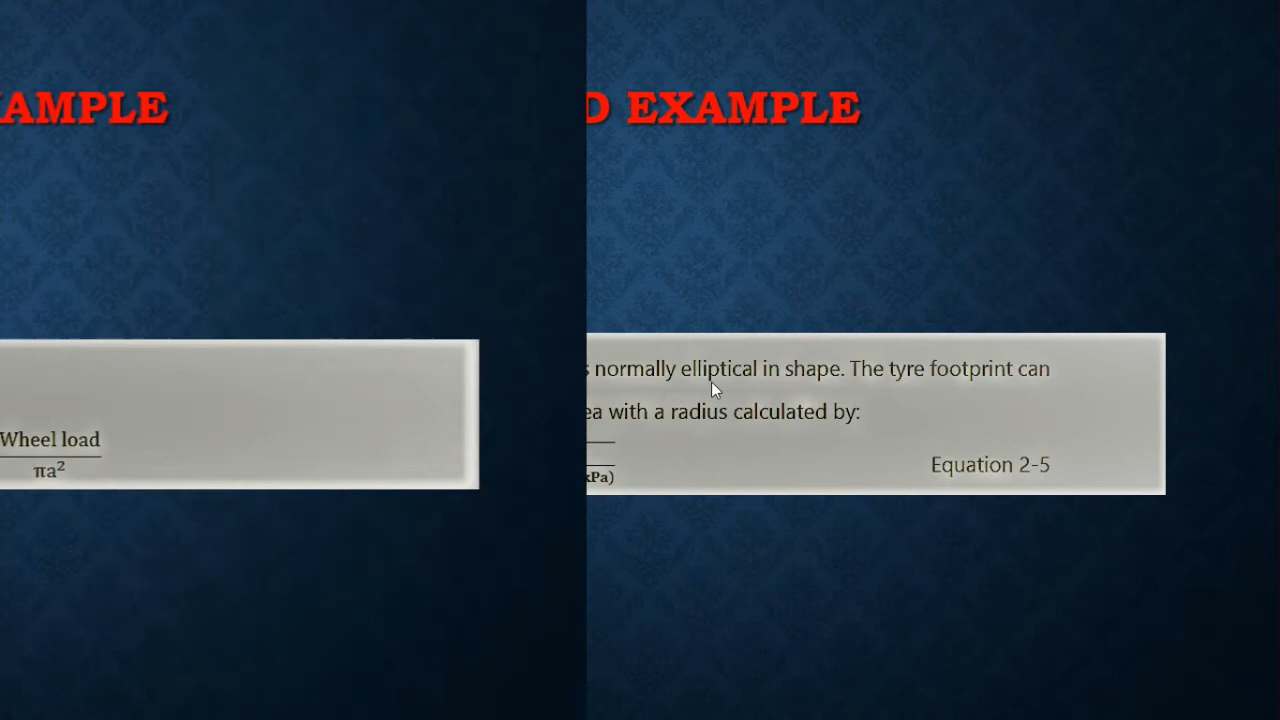 AMPLE
D EXAMPLE
Wheel load
πa²
normally elliptical in shape. The tyre footprint can
with a radius calculated by:
kPa)
Equation 2-5